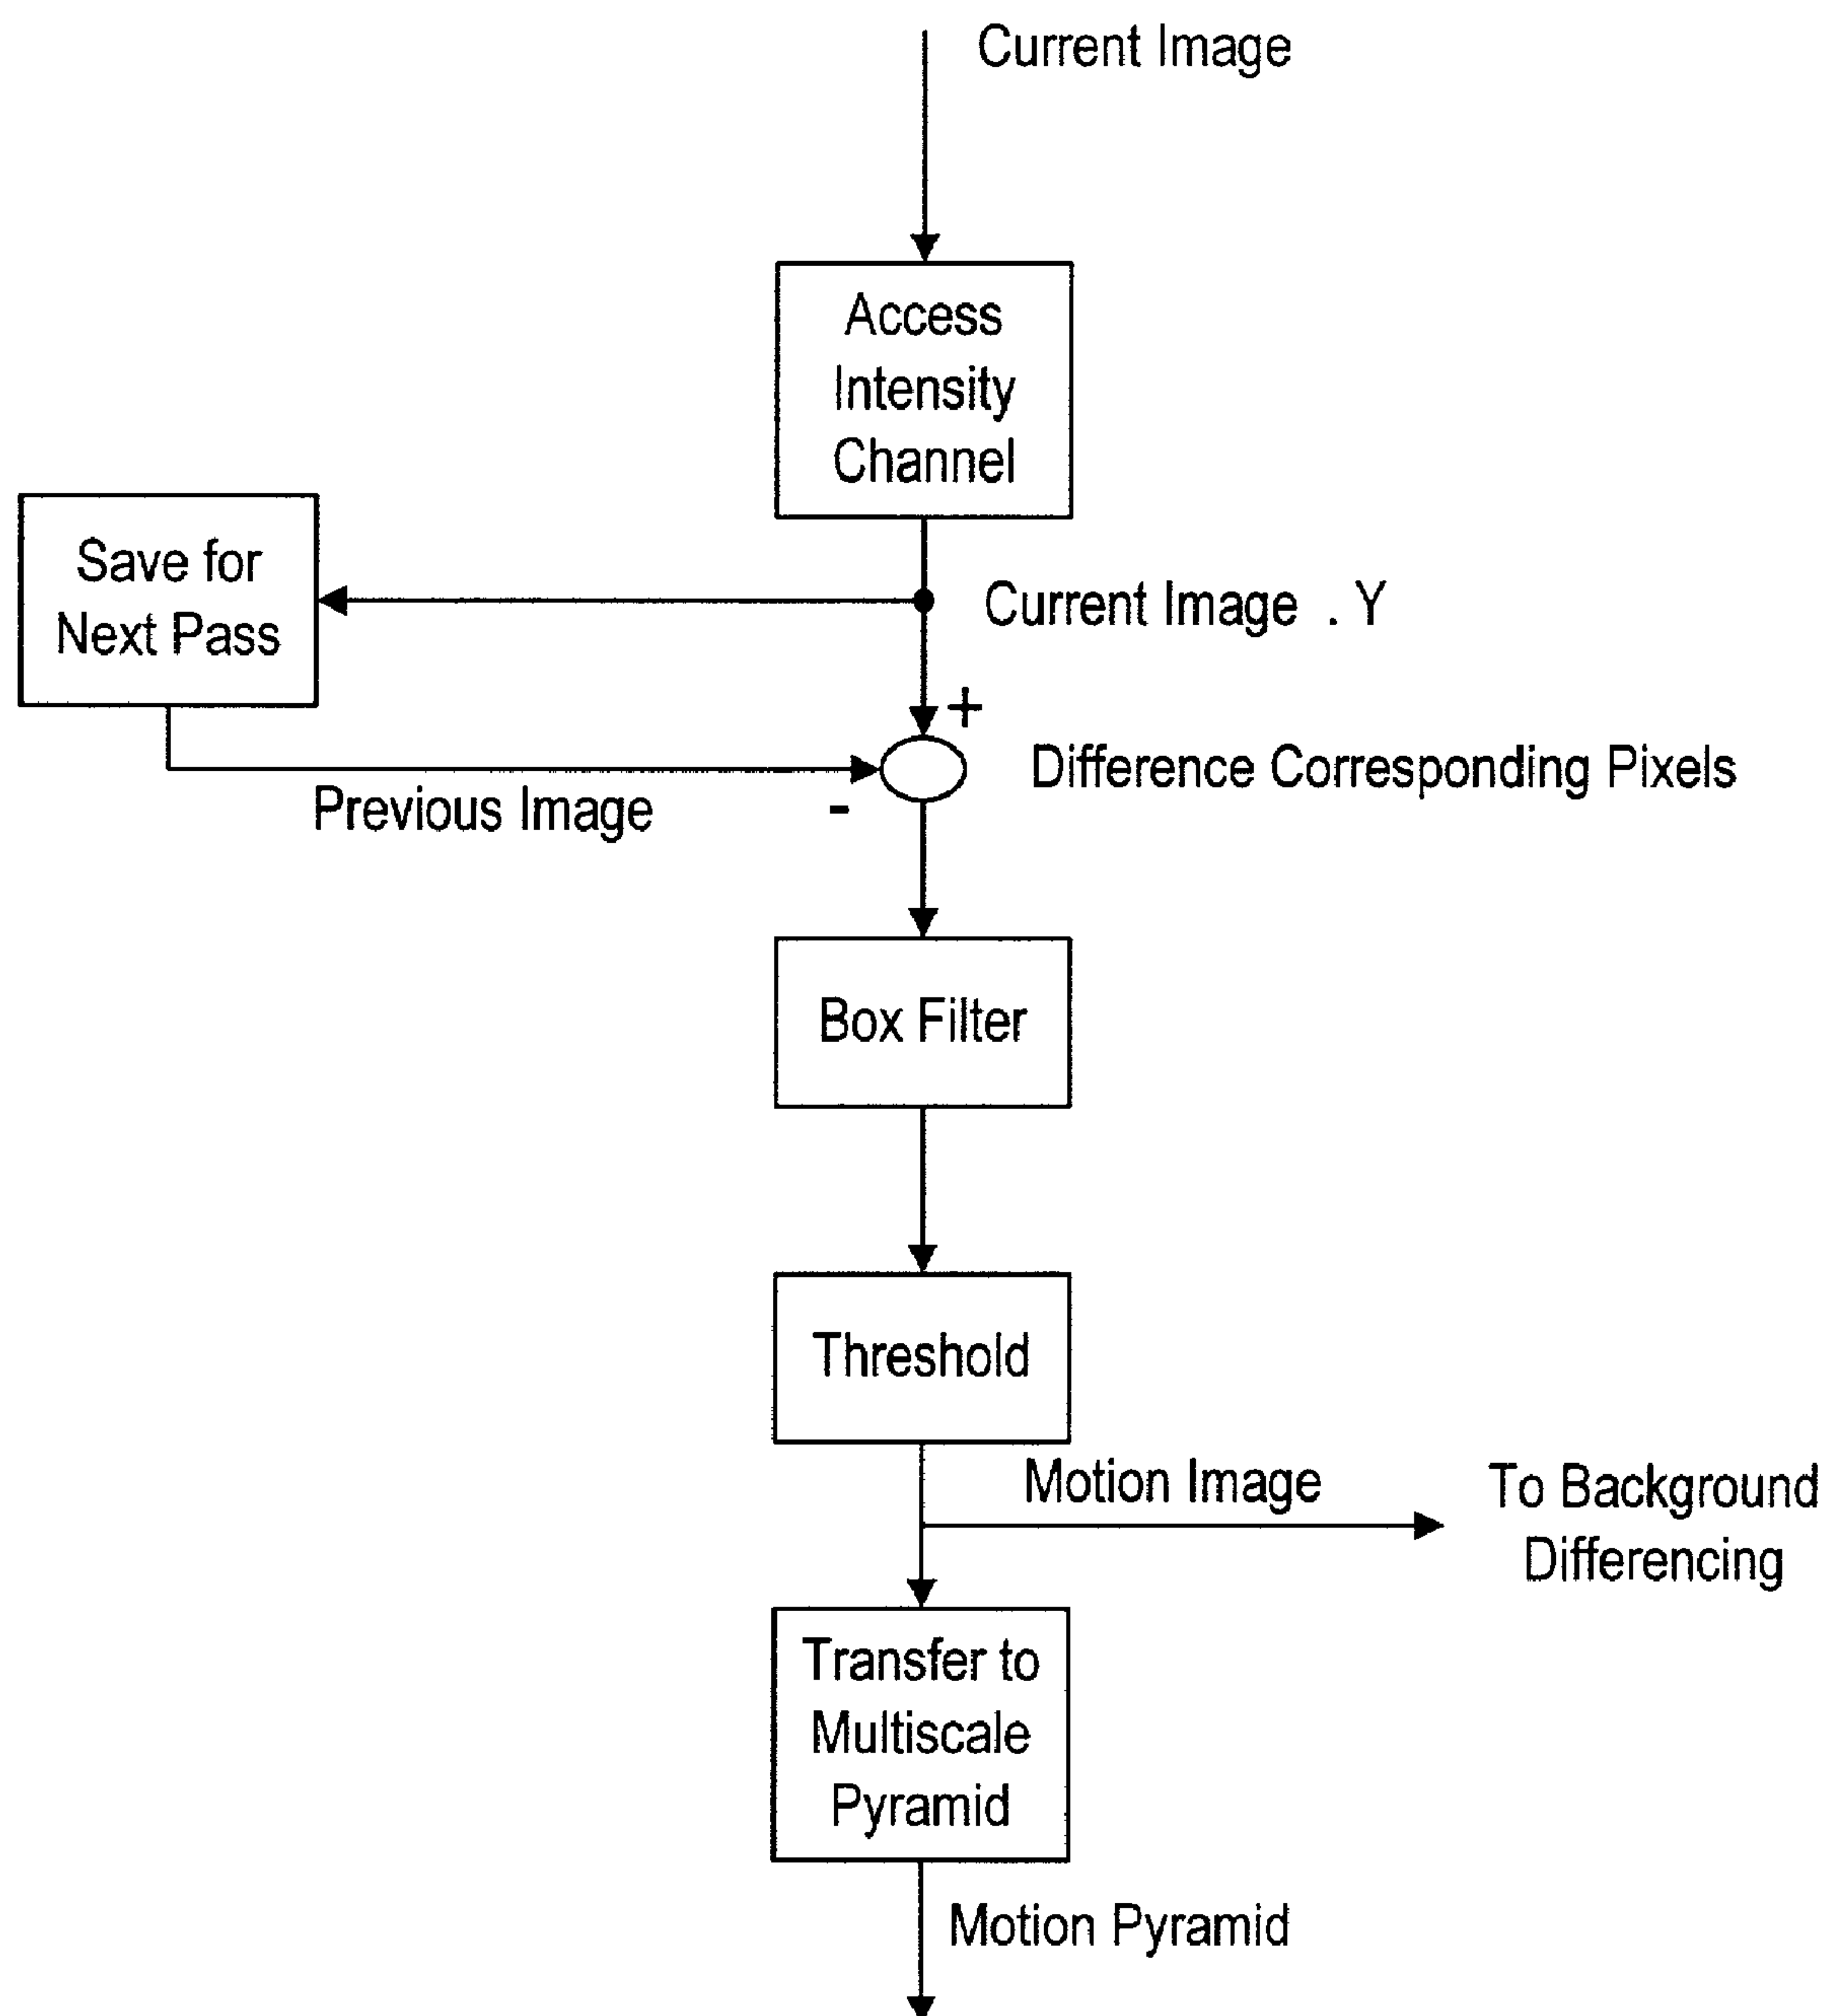 Current Image
Access
Intensity
Channel
Save for
Next Pass
Current Image . Y
+
Difference Corresponding Pixels
-
Previous Image
Box Filter
Threshold
Motion Image
To Background
Differencing
Transfer to
Multiscale
Pyramid
Motion Pyramid